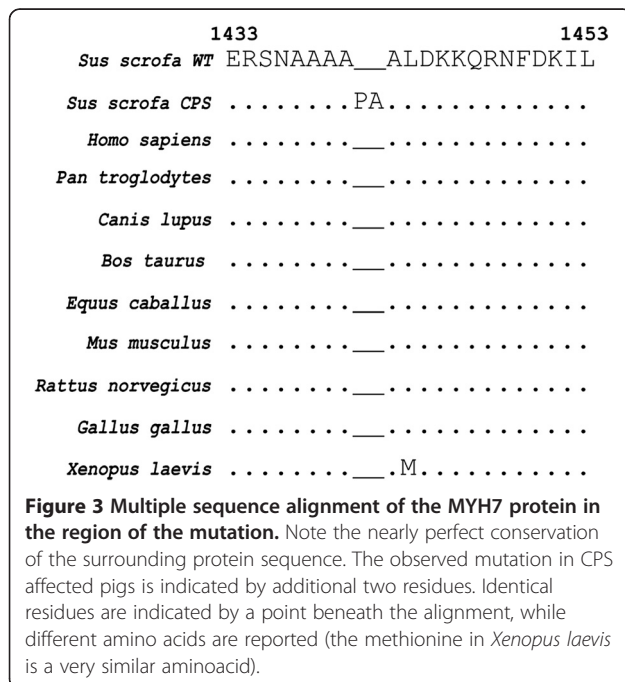 1433 1453
Sus scrofa WT ERSNAAAA__ALDKKQRNFDKIL
Sus scrofa CPS ........PA.............
Homo sapiens ........__.............
Pan troglodytes ........__.............
Canis lupus ........__.............
Bos taurus ........__.............
Equus caballus ........__.............
Mus musculus ........__.............
Rattus norvegicus ........__.............
Gallus gallus ........__.............
Xenopus laevis ........__.M...........
Figure 3 Multiple sequence alignment of the MYH7 protein in
the region of the mutation. Note the nearly perfect conservation
of the surrounding protein sequence. The observed mutation in CPS
affected pigs is indicated by additional two residues. Identical
residues are indicated by a point beneath the alignment, while
different amino acids are reported (the methionine in Xenopus laevis
is a very similar aminoacid).